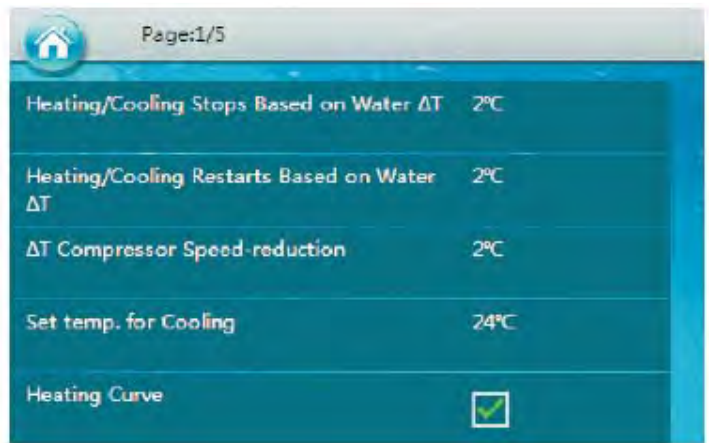 Page:1/5
Heating/Cooling Stops Based on Water ΔT 2℃
Heating/Cooling Restarts Based on Water 2℃
ΔT
ΔT Compressor Speed-reduction 2℃
Set temp. for Cooling 24℃
Heating Curve